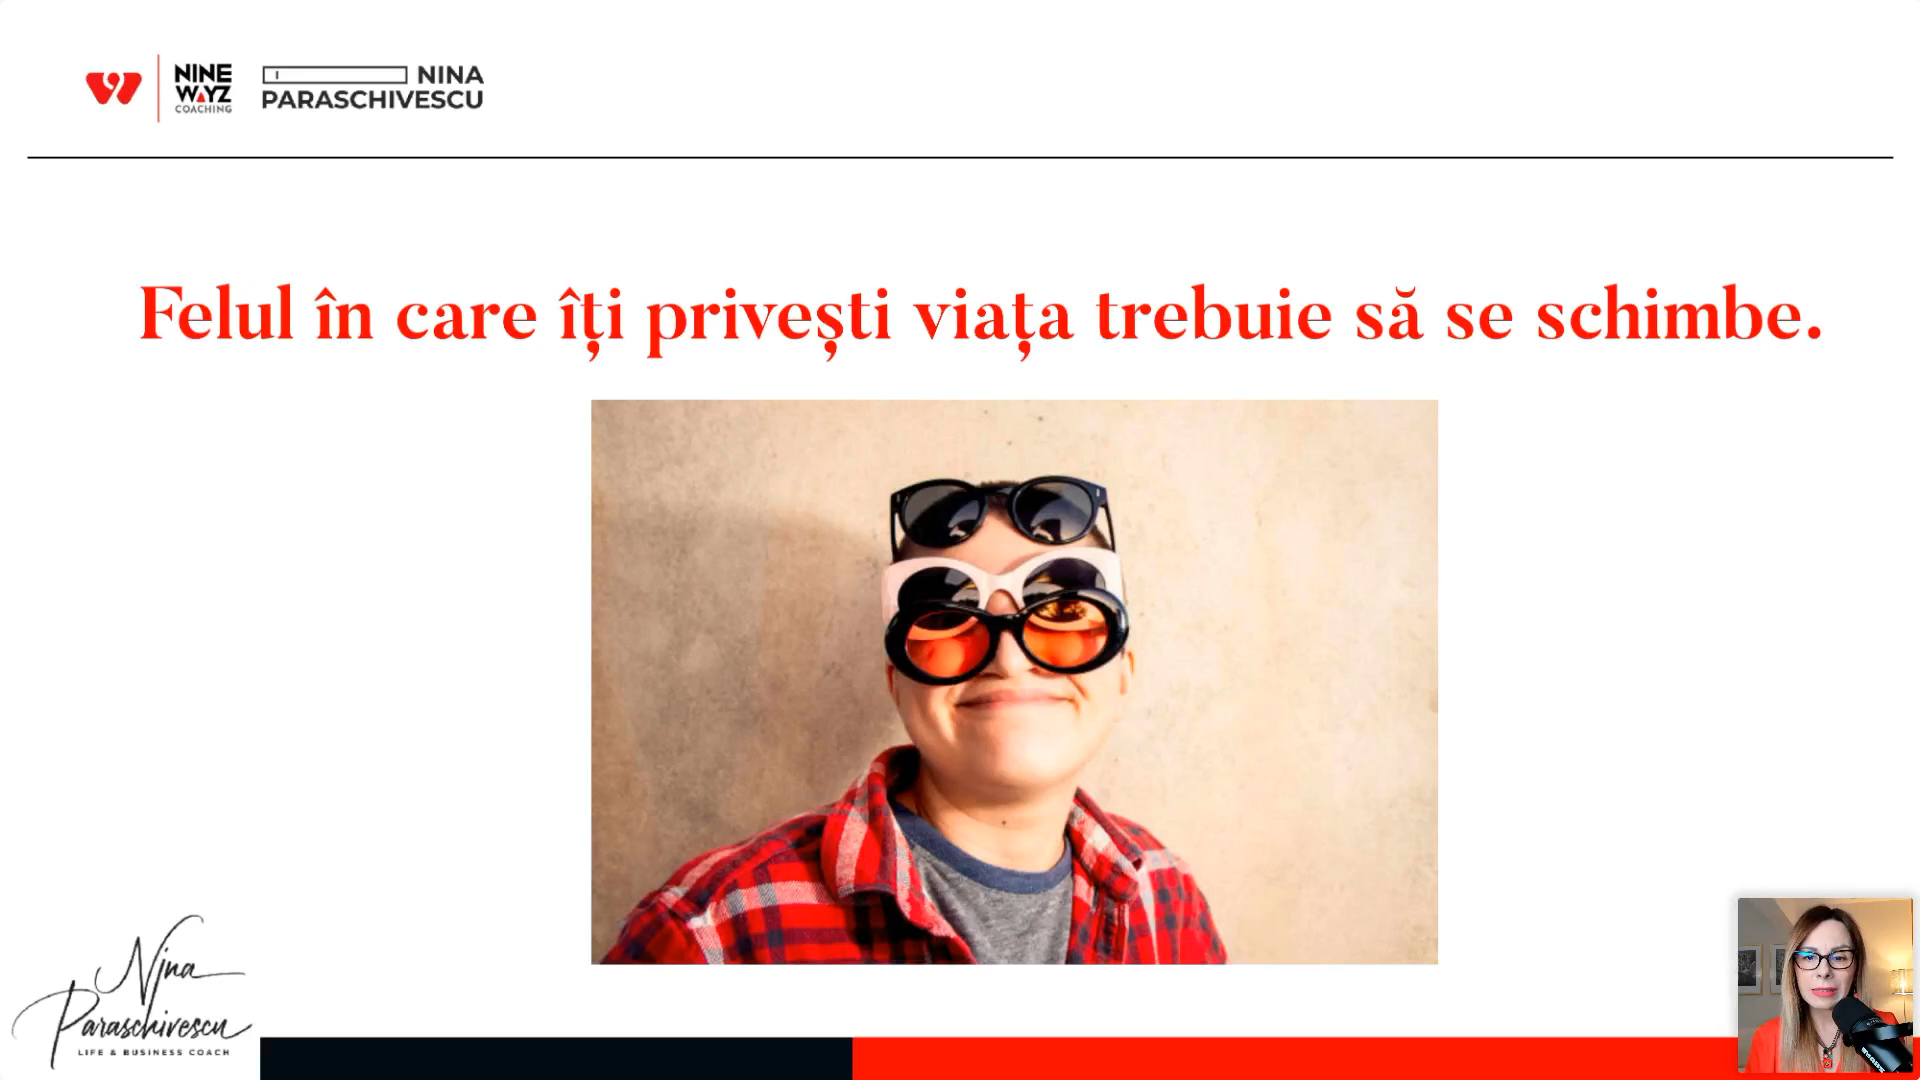 NINE
WAYZ
COACHING
NINA
PARASCHIVESCU
Felul în care îți privești viața trebuie să se schimbe.
Nina
Paraschivescu
LIFE & BUSINESS COACH